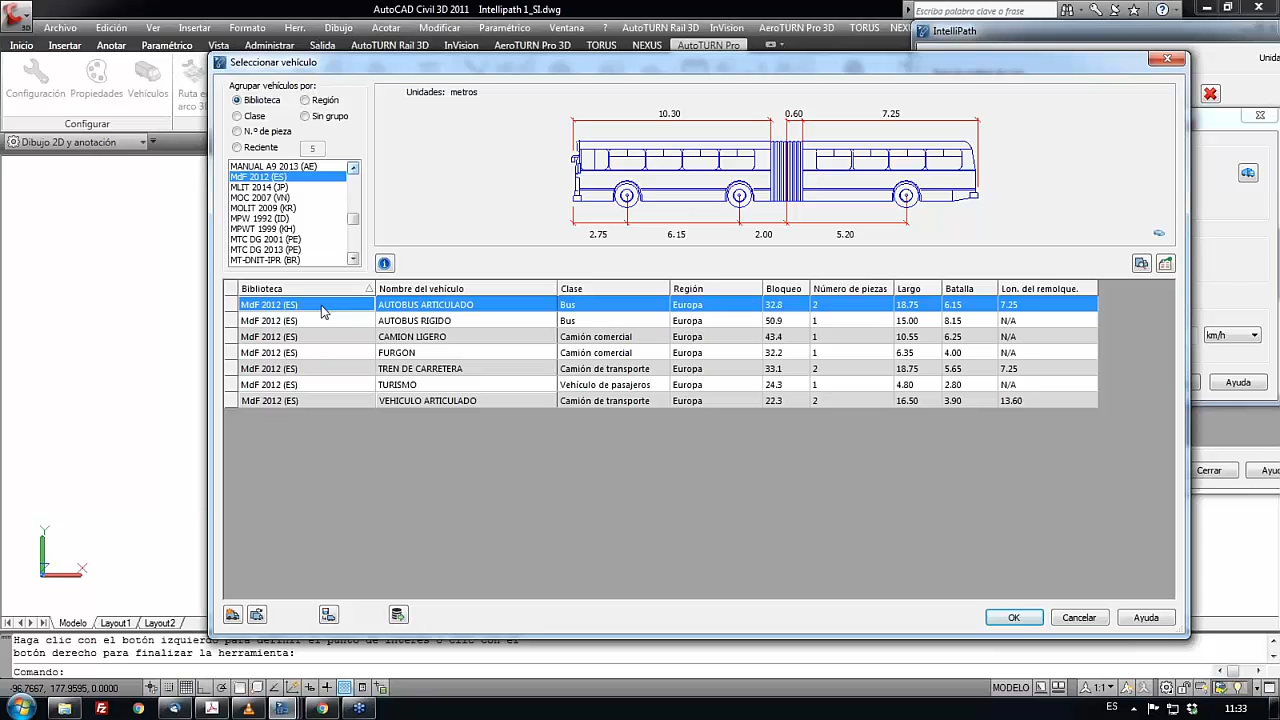 AutoCAD Civil 3D 2011 Intellipath 1_SI.dwg
Escriba palabra clave o frase
Archivo Edición Ver Insertar Formato Herr. Dibujo Acotar Modificar Paramétrico Ventana ? AutoTURN Rail 3D InVision AeroTURN Pro 3D TORUS
Inicio Insertar Anotar Paramétrico Vista Administrar Salida AutoTURN Rail 3D InVision AeroTURN Pro 3D TORUS NEXUS AutoTURN Pro
IntelliPath
Seleccionar vehículo
Agrupar vehículos por:
Biblioteca Región
Clase Sin grupo
N.º de pieza
Reciente 5
MANUAL A9 2013 (AE)
MdF 2012 (ES)
MLIT 2014 (JP)
MOC 2007 (VN)
MOLIT 2009 (KR)
MPW 1992 (ID)
MPWT 1999 (KH)
MTC DG 2001 (PE)
MTC DG 2013 (PE)
MT-DNIT-IPR (BR)
Unidades: metros
10.30 0.60 7.25
2.75 6.15 2.00 5.20
Configuración Propiedades Vehículos Ruta en
arco 3D
Configurar
Dibujo 2D y anotación
Biblioteca Nombre del vehículo Clase Región Bloqueo Número de piezas Largo Batalla Lon. del remolque.
MdF 2012 (ES) AUTOBUS ARTICULADO Bus Europa 32.8 2 18.75 6.15 7.25
MdF 2012 (ES) AUTOBUS RIGIDO Bus Europa 50.9 1 15.00 8.15 N/A
MdF 2012 (ES) CAMION LIGERO Camión comercial Europa 43.4 1 10.55 6.25 N/A
MdF 2012 (ES) FURGON Camión comercial Europa 32.2 1 6.35 4.00 N/A
MdF 2012 (ES) TREN DE CARRETERA Camión de transporte Europa 33.1 2 18.75 5.65 7.25
MdF 2012 (ES) TURISMO Vehículo de pasajeros Europa 24.3 1 4.80 2.80 N/A
MdF 2012 (ES) VEHICULO ARTICULADO Camión de transporte Europa 22.3 2 16.50 3.90 13.60
km/h
Ayuda
Cerrar
OK Cancelar Ayuda
Y
X
Modelo Layout1 Layout2
botón derecho para finalizar la herramienta:
Comando:
-96.7667, 177.9595, 0.0000
MODELO 1:1
ES 11:33